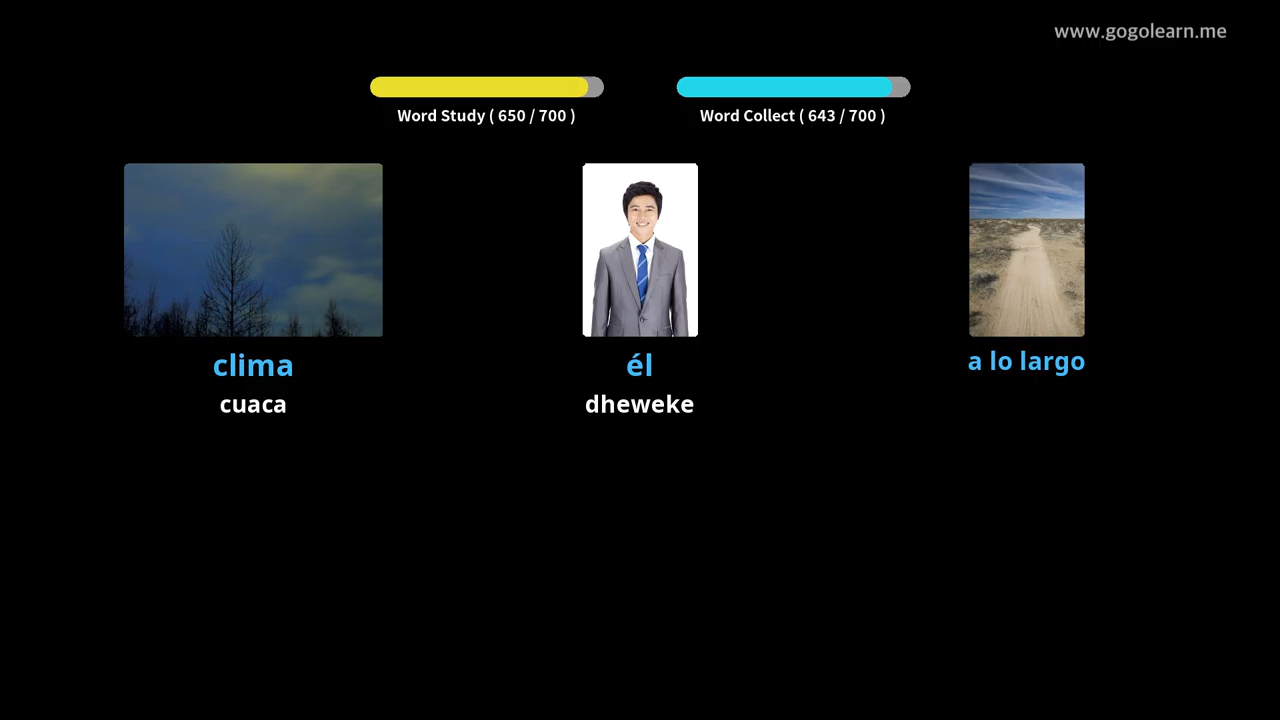 www.gogolearn.me
Word Study ( 650 / 700 )
Word Collect ( 643 / 700 )
clima
cuaca
él
dheweke
a lo largo